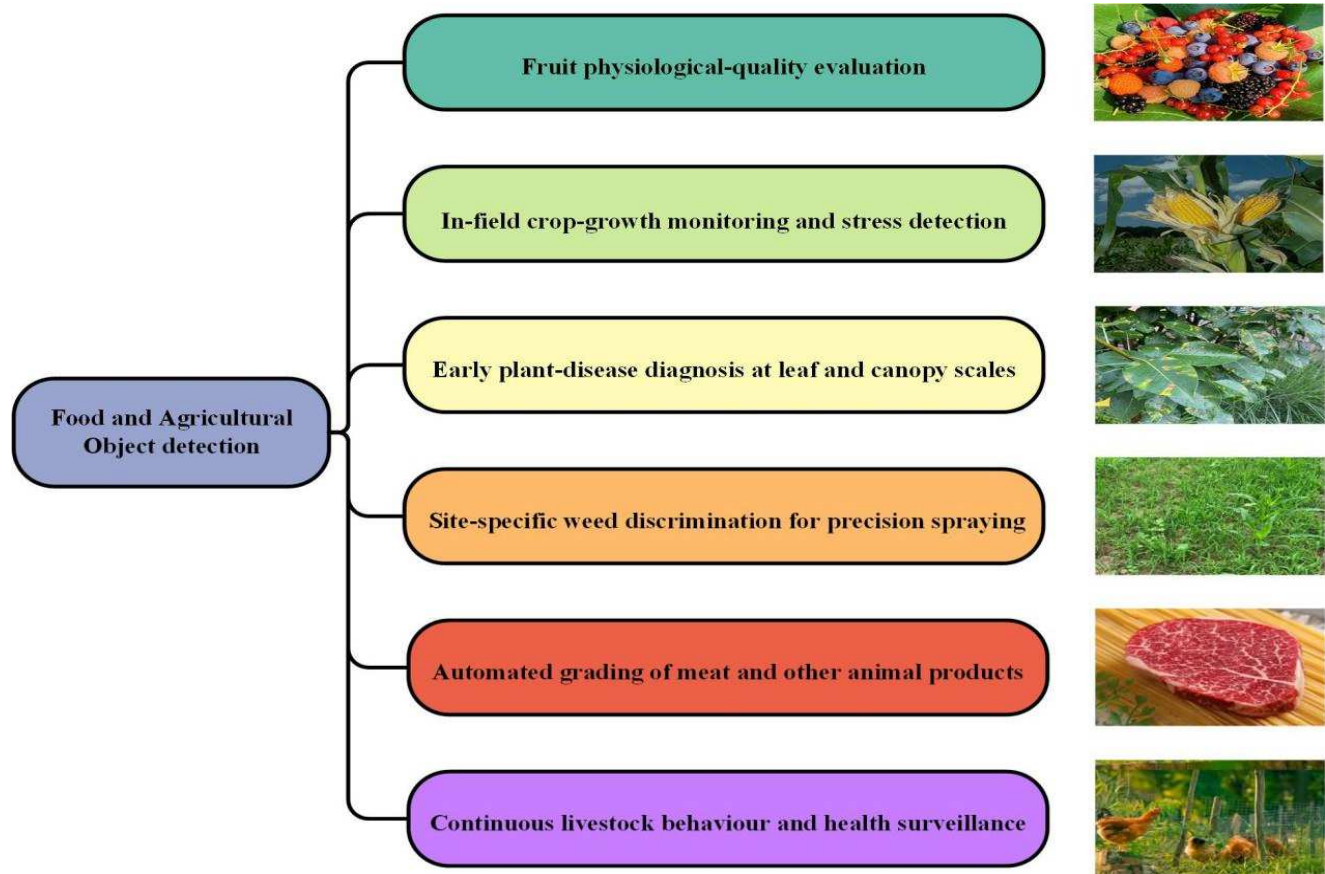 Fruit physiological-quality evaluation
In-field crop-growth monitoring and stress detection
Early plant-disease diagnosis at leaf and canopy scales
Food and Agricultural
Object detection
Site-specific weed discrimination for precision spraying
Automated grading of meat and other animal products
Continuous livestock behaviour and health surveillance